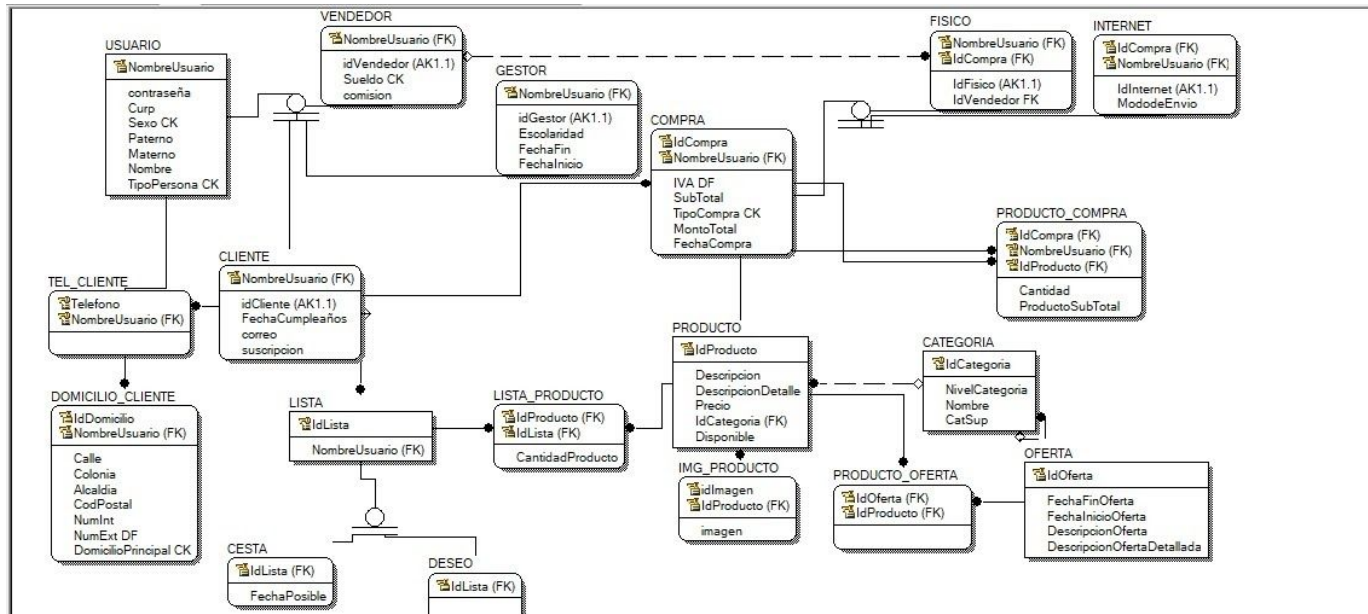 USUARIO
NombreUsuario
contraseña
Curp
Sexo CK
Paterno
Materno
Nombre
TipoPersona CK
VENDEDOR
NombreUsuario (FK)
idVendedor (AK1.1)
Sueldo CK
comision
GESTOR
NombreUsuario (FK)
idGestor (AK1.1)
Escolaridad
FechaFin
FechaInicio
FISICO
NombreUsuario (FK)
IdCompra (FK)
IdFisico (AK1.1)
IdVendedor FK
INTERNET
IdCompra (FK)
NombreUsuario (FK)
IdInternet (AK1.1)
MododeEnvio
COMPRA
IdCompra
NombreUsuario (FK)
IVA DF
SubTotal
TipoCompra CK
MontoTotal
FechaCompra
PRODUCTO_COMPRA
IdCompra (FK)
NombreUsuario (FK)
IdProducto (FK)
Cantidad
ProductoSubTotal
TEL_CLIENTE
Telefono
NombreUsuario (FK)
CLIENTE
NombreUsuario (FK)
idCliente (AK1.1)
FechaCumpleaños
correo
suscripcion
PRODUCTO
IdProducto
Descripcion
DescripcionDetalle
Precio
IdCategoria (FK)
Disponible
CATEGORIA
IdCategoria
NivelCategoria
Nombre
CatSup
DOMICILIO_CLIENTE
IdDomicilio
NombreUsuario (FK)
Calle
Colonia
Alcaldia
CodPostal
NumInt
NumExt DF
DomicilioPrincipal CK
LISTA
IdLista
NombreUsuario (FK)
LISTA_PRODUCTO
IdProducto (FK)
IdLista (FK)
CantidadProducto
IMG_PRODUCTO
idImagen
IdProducto (FK)
imagen
PRODUCTO_OFERTA
IdOferta (FK)
IdProducto (FK)
OFERTA
IdOferta
FechaFinOferta
FechaInicioOferta
DescripcionOferta
DescripcionOfertaDetallada
CESTA
IdLista (FK)
FechaPosible
DESEO
IdLista (FK)